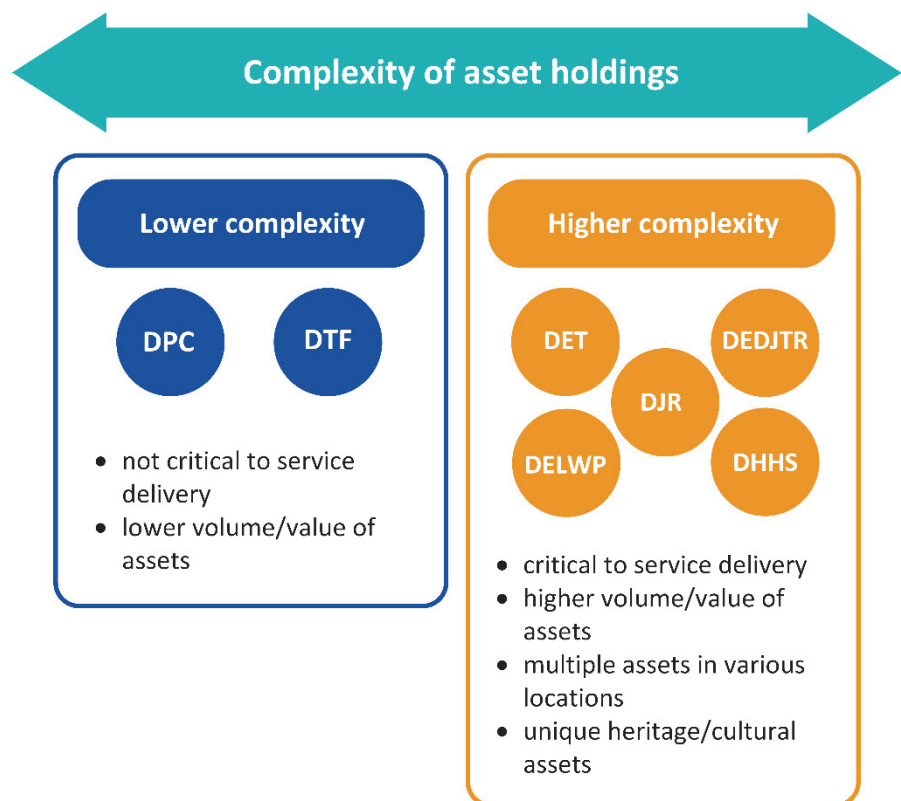 Complexity of asset holdings
Lower complexity
DPC
DTF
• not critical to service
delivery
• lower volume/value of
assets
Higher complexity
DET
DEDJTR
DJR
DELWP
DHHS
• critical to service delivery
• higher volume/value of
assets
• multiple assets in various
locations
• unique heritage/cultural
assets